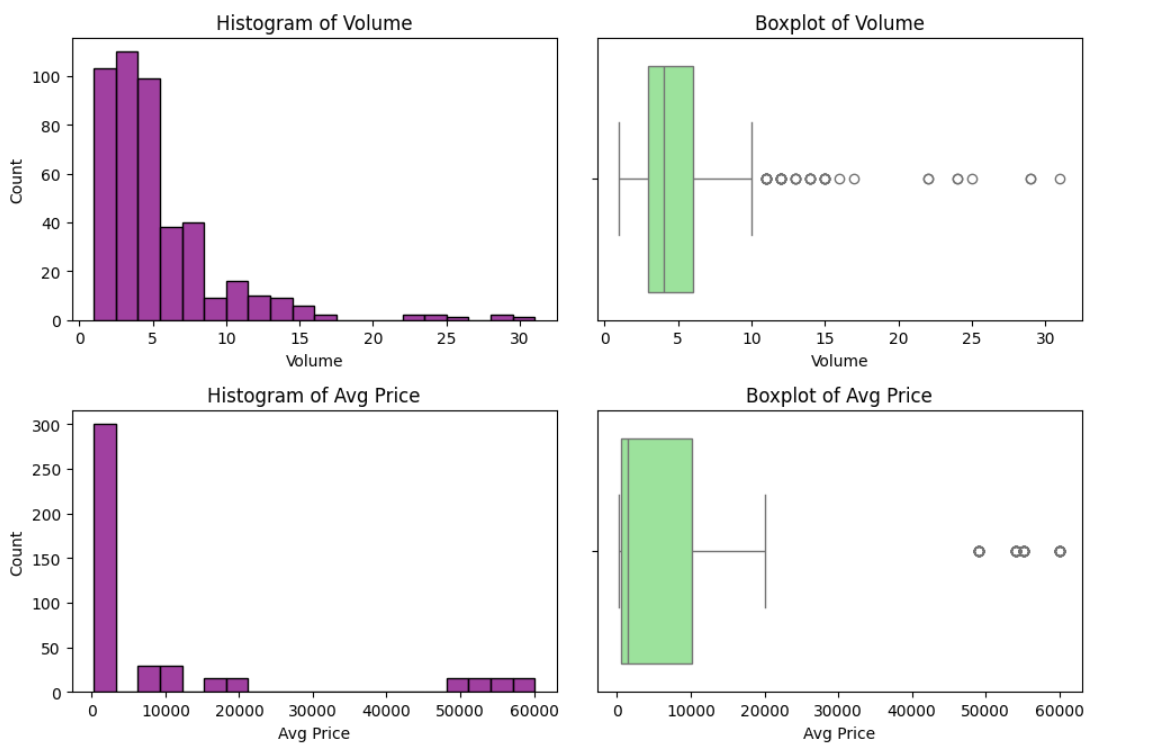 Histogram of Volume
Count
100
80
60
40
20
0
0 5 10 15 20 25 30
Volume
Boxplot of Volume
0 5 10 15 20 25 30
Volume
Histogram of Avg Price
Count
300
250
200
150
100
50
0
0 10000 20000 30000 40000 50000 60000
Avg Price
Boxplot of Avg Price
0 10000 20000 30000 40000 50000 60000
Avg Price